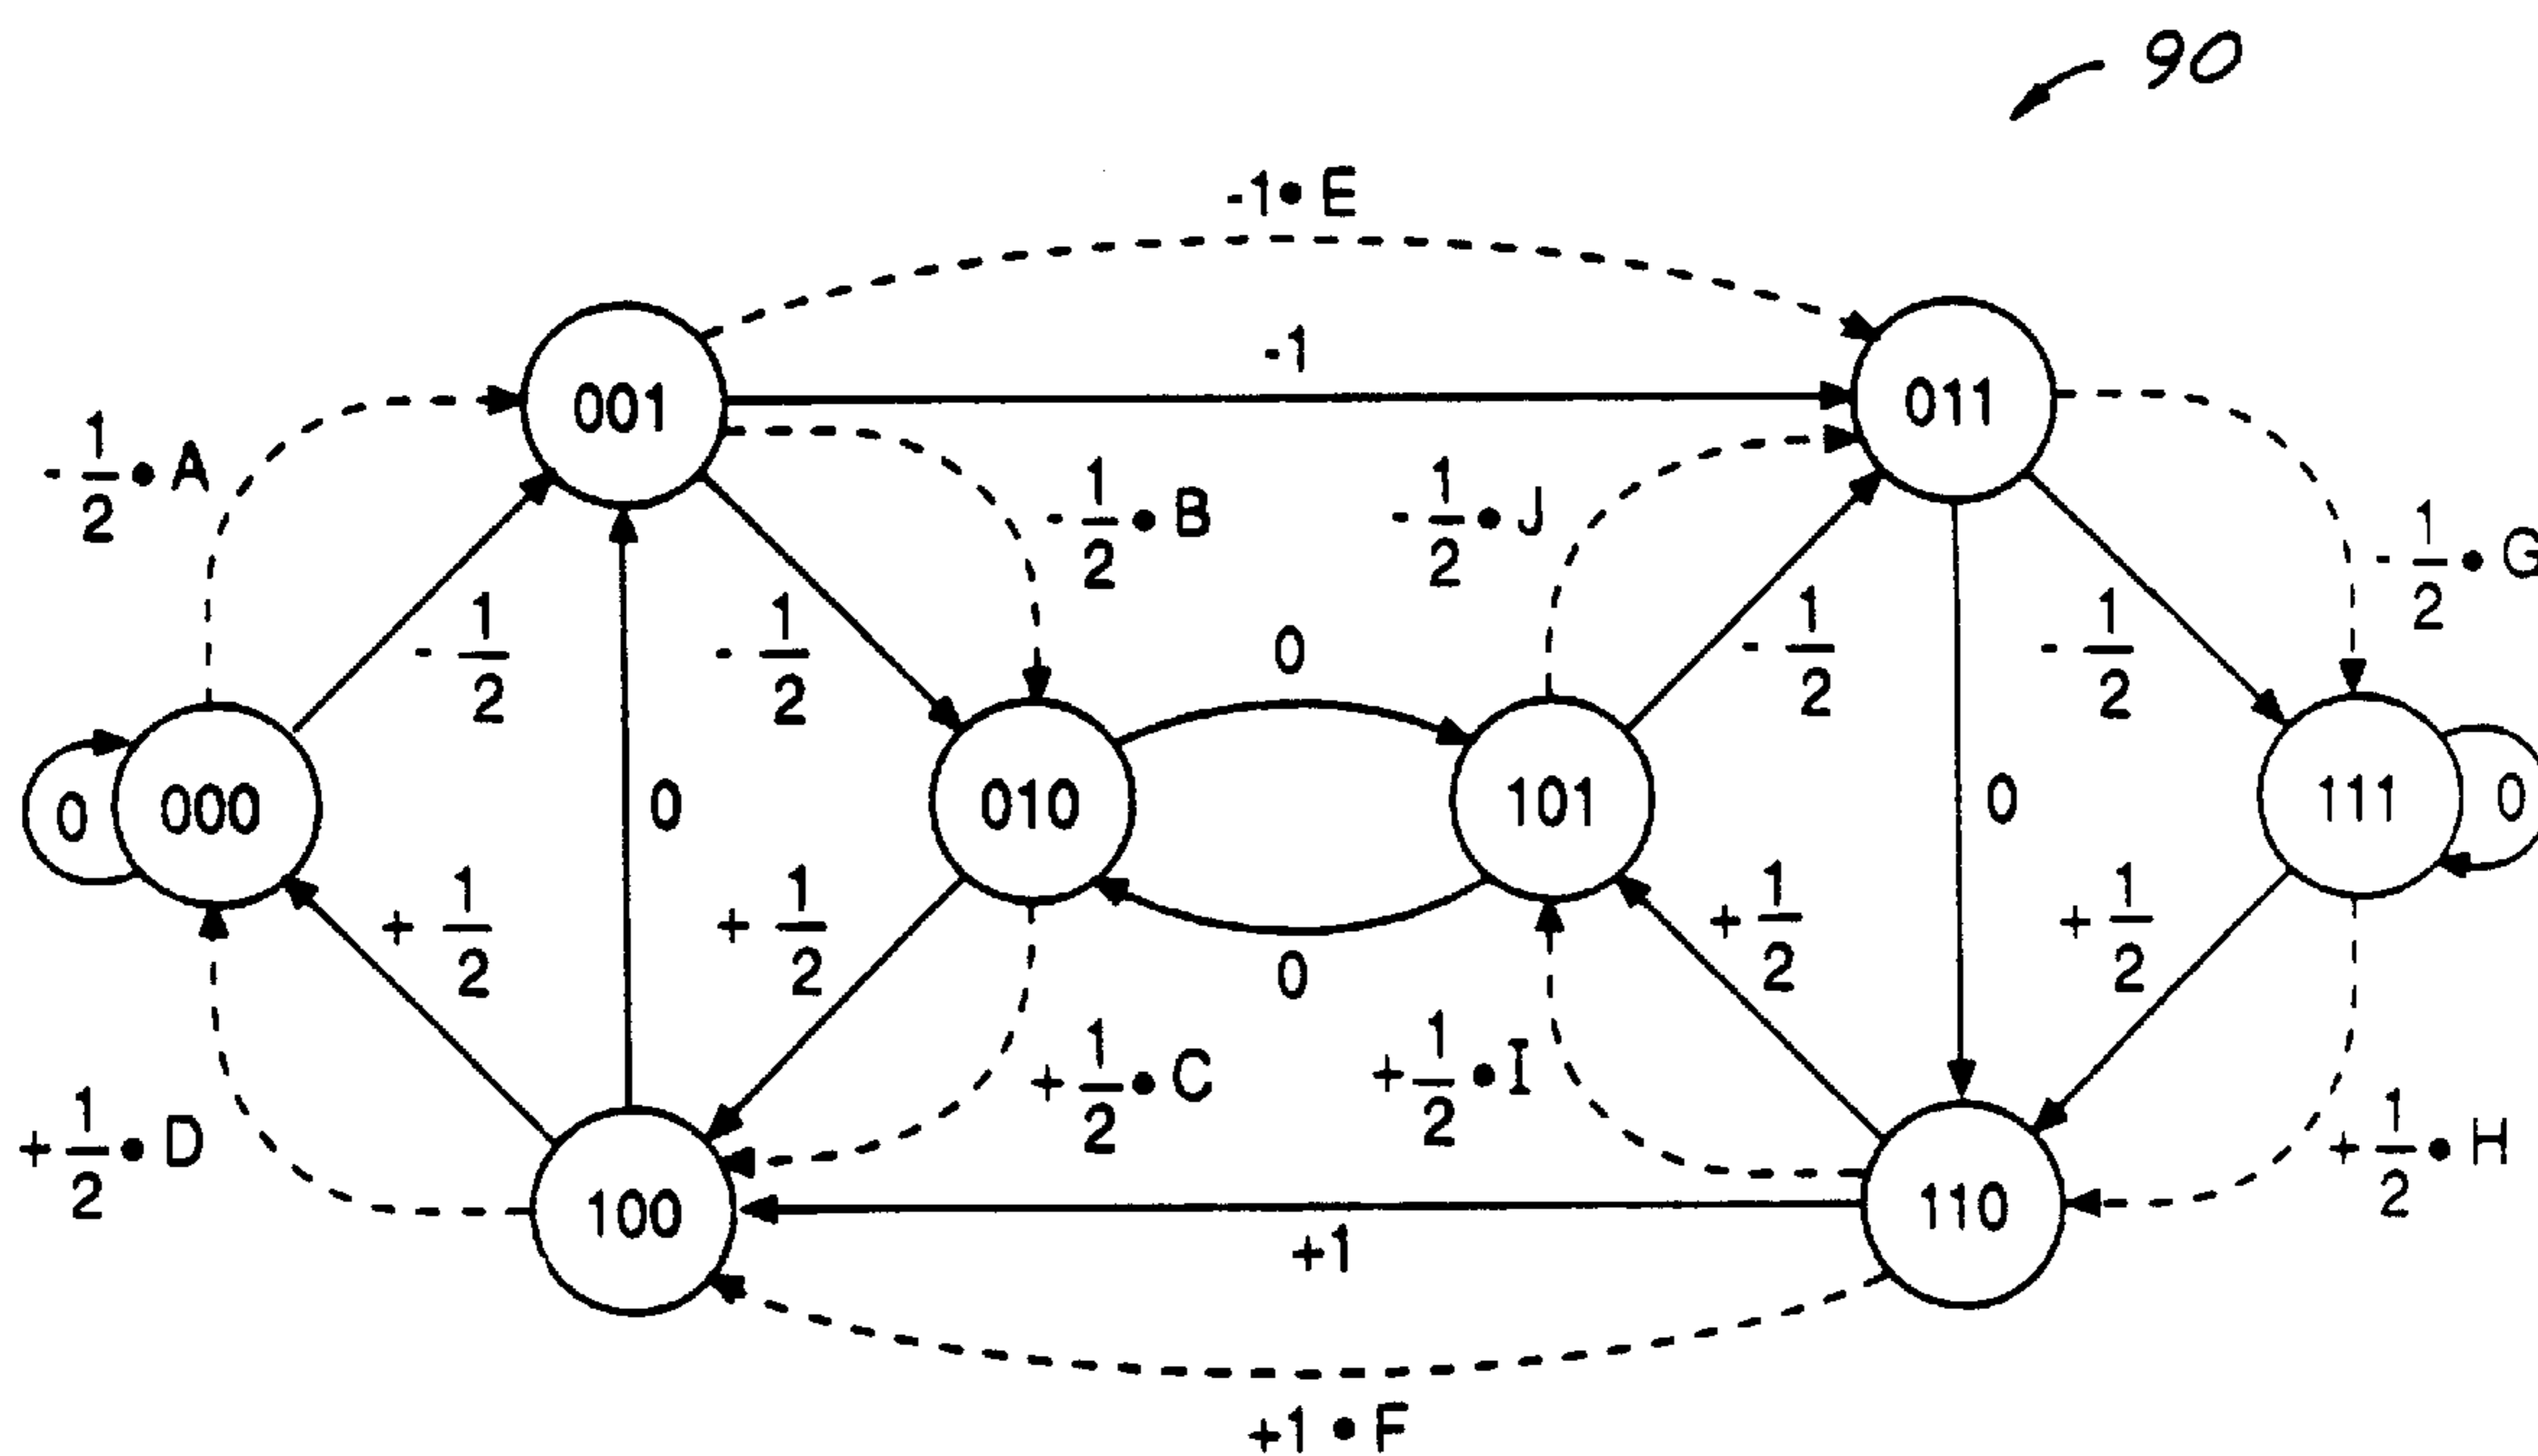 90
-1• E
-1
001
011
- 1/2 • A
- 1/2 • B
- 1/2 • J
- 1/2 • G
- 1/2
- 1/2
- 1/2
- 1/2
0
0
000
0
010
101
0
111
0
+ 1/2
+ 1/2
0
+ 1/2
+ 1/2
+ 1/2 • D
+ 1/2 • C
+ 1/2 • I
+ 1/2 • H
100
110
+1
+1 • F